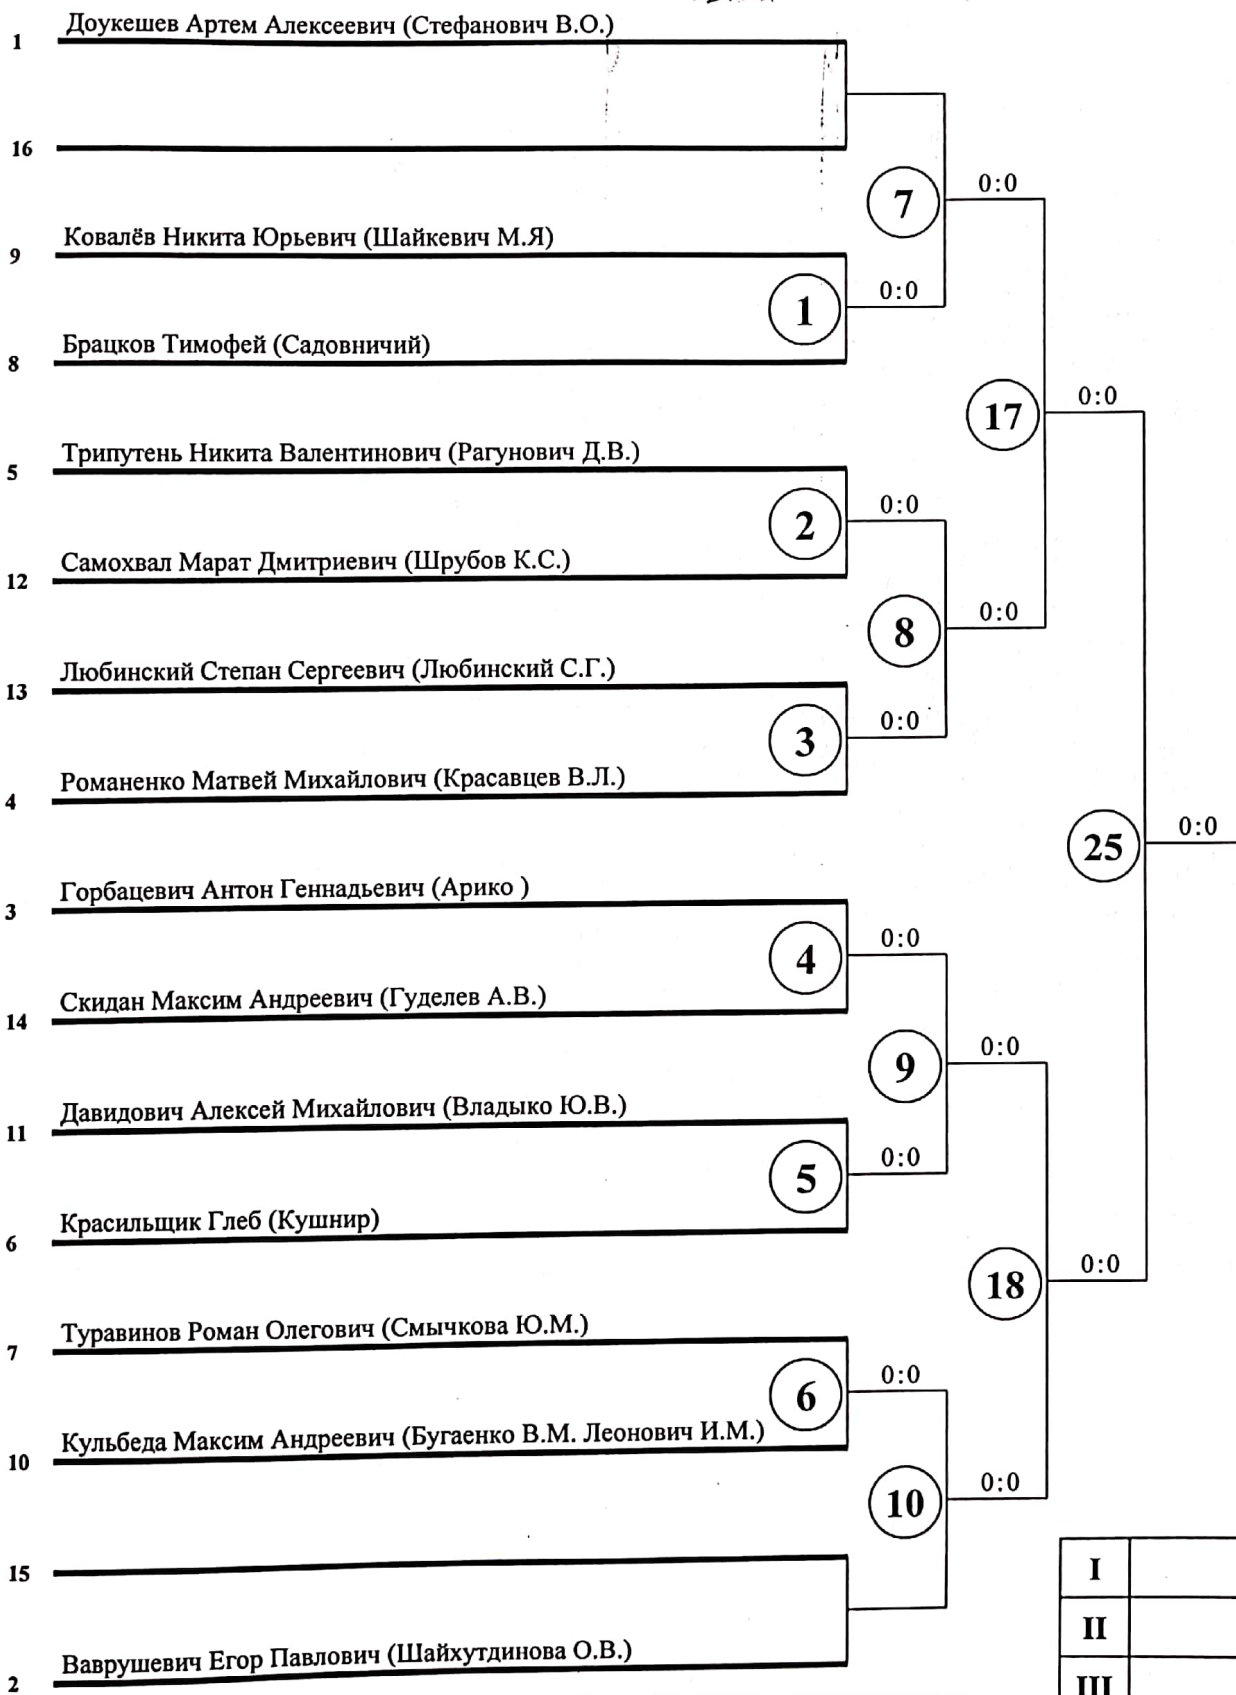 Доукешев Артем Алексеевич (Стефанович В.О.)
1
16
7
0:0
Ковалёв Никита Юрьевич (Шайкевич М.Я)
9
1
0:0
Брацков Тимофей (Садовничий)
8
17
0:0
Трипутень Никита Валентинович (Рагунович Д.В.)
5
2
0:0
Самохвал Марат Дмитриевич (Шрубов К.С.)
12
8
0:0
Любинский Степан Сергеевич (Любинский С.Г.)
13
3
0:0
Романенко Матвей Михайлович (Красавцев В.Л.)
4
25
0:0
Горбацевич Антон Геннадьевич (Арико )
3
4
0:0
Скидан Максим Андреевич (Гуделев А.В.)
14
9
0:0
Давидович Алексей Михайлович (Владыко Ю.В.)
11
5
0:0
Красильщик Глеб (Кушнир)
6
18
0:0
Туравинов Роман Олегович (Смычкова Ю.М.)
7
6
0:0
Кульбеда Максим Андреевич (Бугаенко В.М. Леонович И.М.)
10
10
0:0
15
I
II
Ваврушевич Егор Павлович (Шайхутдинова О.В.)
2
III